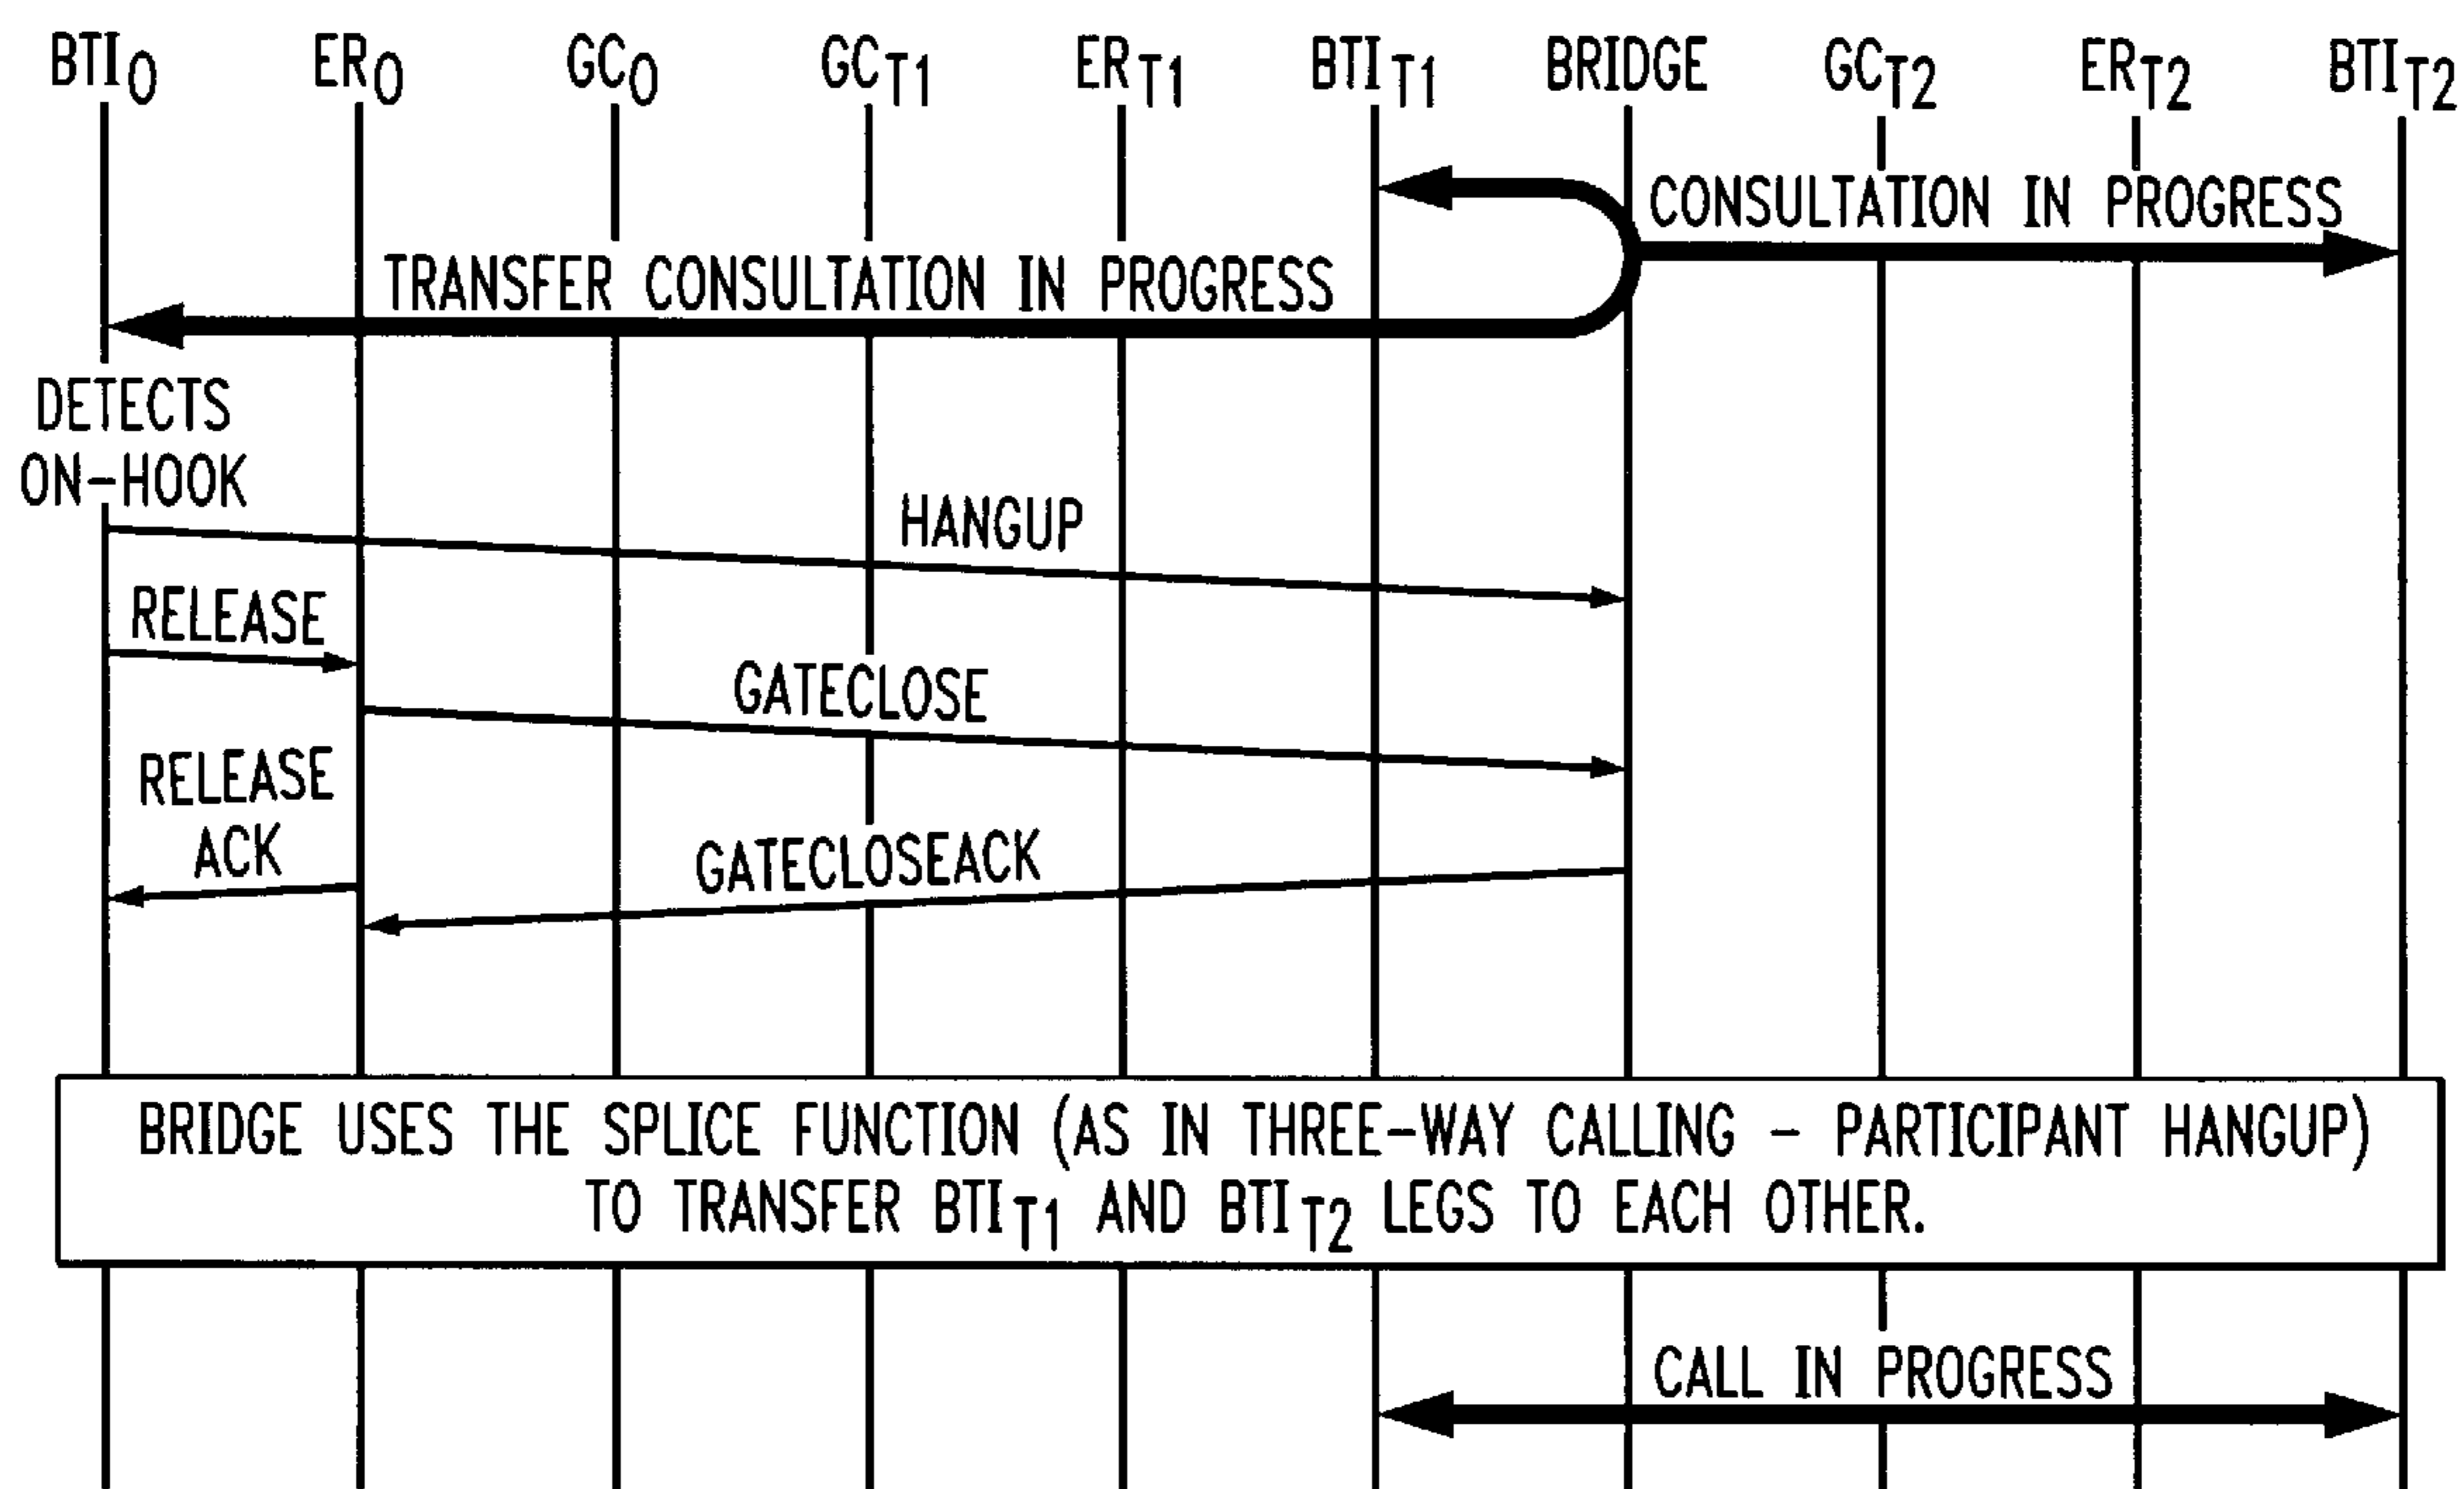 BTIO ERO GCO GCT1 ERT1 BTIT1 BRIDGE GCT2 ERT2 BTIT2
CONSULTATION IN PROGRESS
TRANSFER CONSULTATION IN PROGRESS
DETECTS
ON-HOOK
HANGUP
RELEASE
GATECLOSE
RELEASE
ACK
GATECLOSEACK
BRIDGE USES THE SPLICE FUNCTION (AS IN THREE-WAY CALLING - PARTICIPANT HANGUP)
TO TRANSFER BTIT1 AND BTIT2 LEGS TO EACH OTHER.
CALL IN PROGRESS